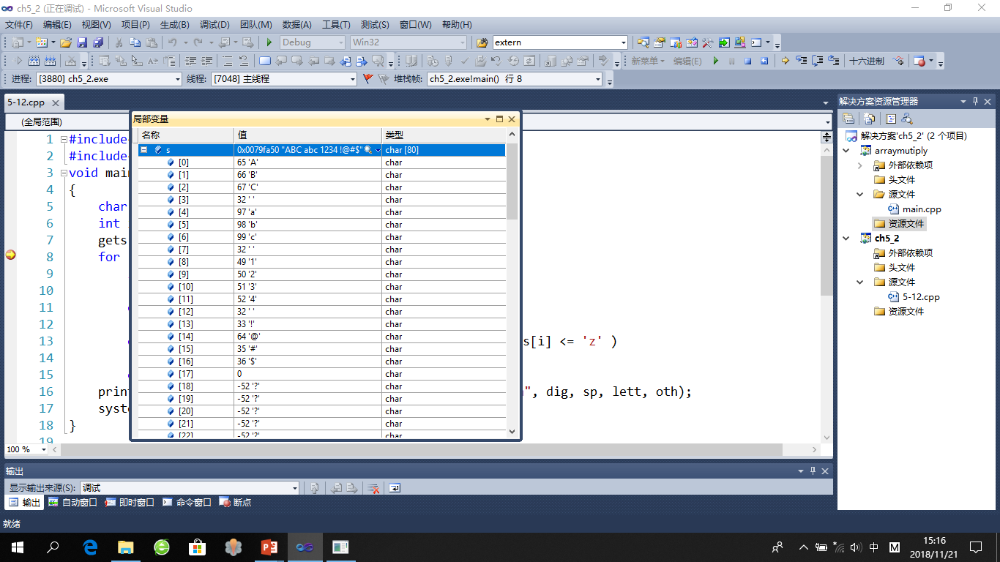 ch5_2 (正在调试) - Microsoft Visual Studio
文件(F) 编辑(E) 视图(V) 项目(P) 生成(B) 调试(D) 团队(M) 数据(A) 工具(T) 测试(S) 窗口(W) 帮助(H)
Debug Win32 extern
新菜单 编辑(E) 十六进制
进程: [3880] ch5_2.exe 线程: [7048] 主线程 堆栈帧: ch5_2.exe!main() 行 8
5-12.cpp
(全局范围)
1 #include
2 #include
3 void main
4 {
5 char
6 int
7 gets
8 for
9
10
11
12
13 s[i] <= 'z' )
14
15
16 print ", dig, sp, lett, oth);
17 syste
18 }
19
100 %
局部变量
名称 值 类型
s 0x0079fa50 "ABC abc 1234 !@#$" char [80]
[0] 65 'A' char
[1] 66 'B' char
[2] 67 'C' char
[3] 32 ' ' char
[4] 97 'a' char
[5] 98 'b' char
[6] 99 'c' char
[7] 32 ' ' char
[8] 49 '1' char
[9] 50 '2' char
[10] 51 '3' char
[11] 52 '4' char
[12] 32 ' ' char
[13] 33 '!' char
[14] 64 '@' char
[15] 35 '#' char
[16] 36 '$' char
[17] 0 char
[18] -52 '?' char
[19] -52 '?' char
[20] -52 '?' char
[21] -52 '?' char
[22] -52 '?' char
解决方案资源管理器
解决方案'ch5_2' (2 个项目)
arraymutiply
外部依赖项
头文件
源文件
main.cpp
资源文件
ch5_2
外部依赖项
头文件
源文件
5-12.cpp
资源文件
输出
显示输出来源(S): 调试
输出 自动窗口 即时窗口 命令窗口 断点
就绪
中 M
15:16
2018/11/21